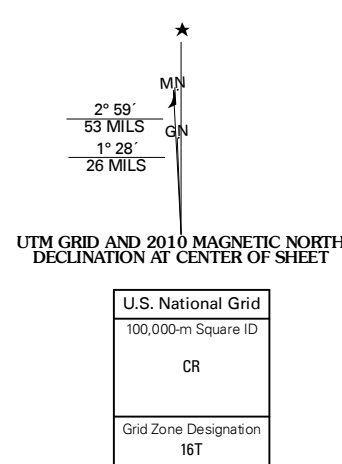 ★
MN
2° 59´
53 MILS
GN
1° 28´
26 MILS
UTM GRID AND 2010 MAGNETIC NORTH
DECLINATION AT CENTER OF SHEET
U.S. National Grid
100,000-m Square ID
CR
Grid Zone Designation
16T